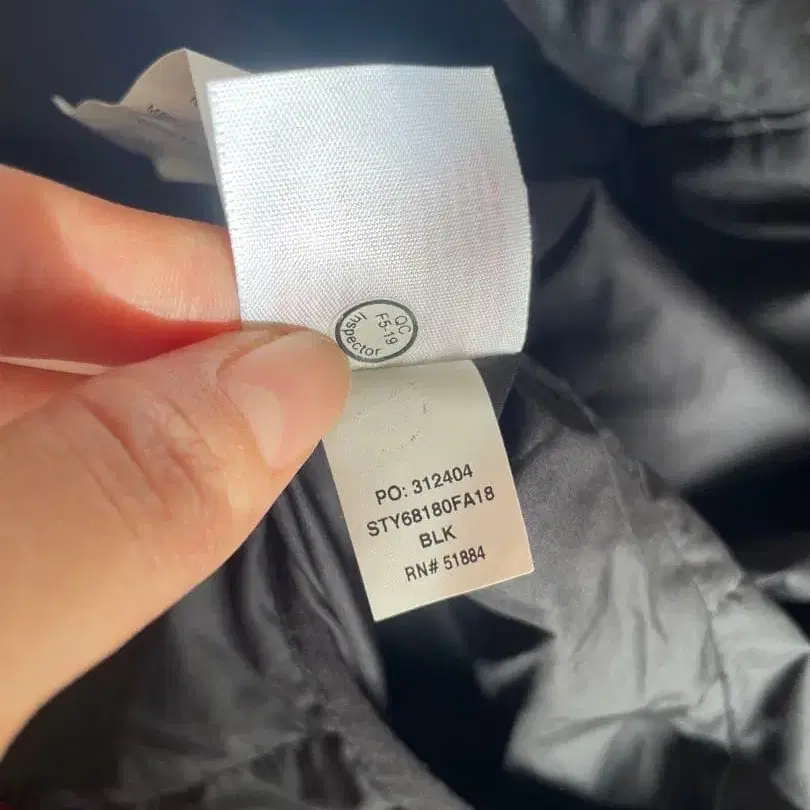 QC
F5-19
Inspector
PO: 312404
STY68180FA18
BLK
RN# 51884